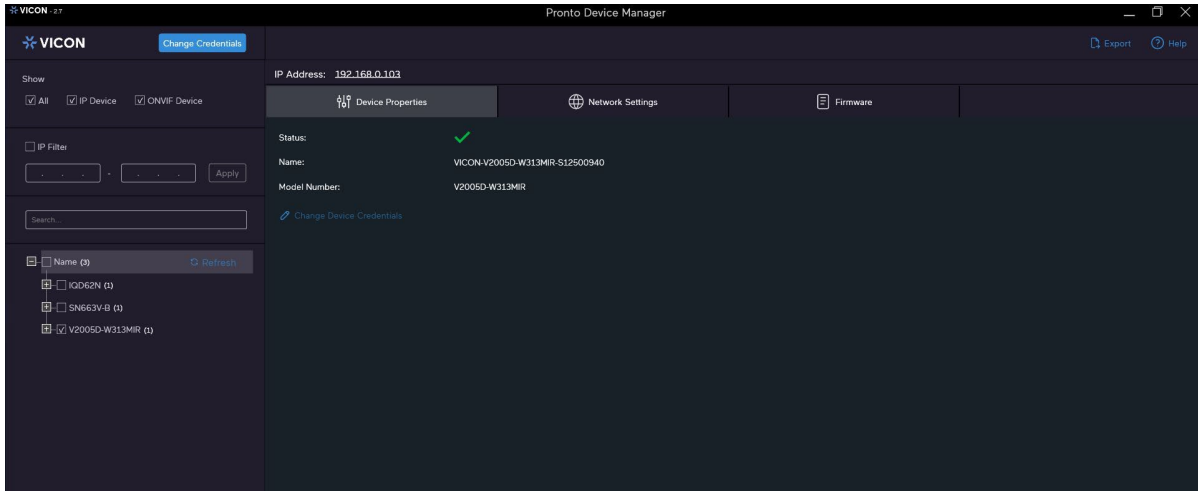 VICON - 2.7
Pronto Device Manager
VICON
Change Credentials
Export
Help
Show
All
IP Device
ONVIF Device
IP Address: 192.168.0.103
Device Properties
Network Settings
Firmware
IP Filter
. . . - . . . Apply
Status:
Name: VICON-V2005D-W313MIR-S12500940
Model Number: V2005D-W313MIR
Change Device Credentials
Search...
Name (3)
Refresh
IQD62N (1)
SN663V-B (1)
V2005D-W313MIR (1)